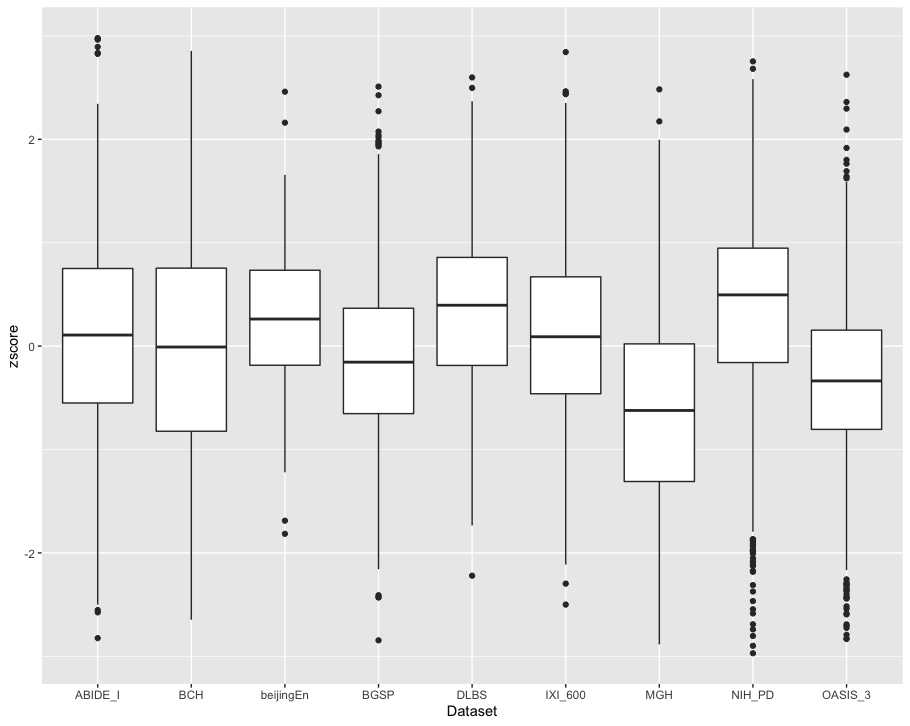 zscore
2
0
-2
ABIDE_I BCH beijingEn BGSP DLBS IXI_600 MGH NIH_PD OASIS_3
Dataset